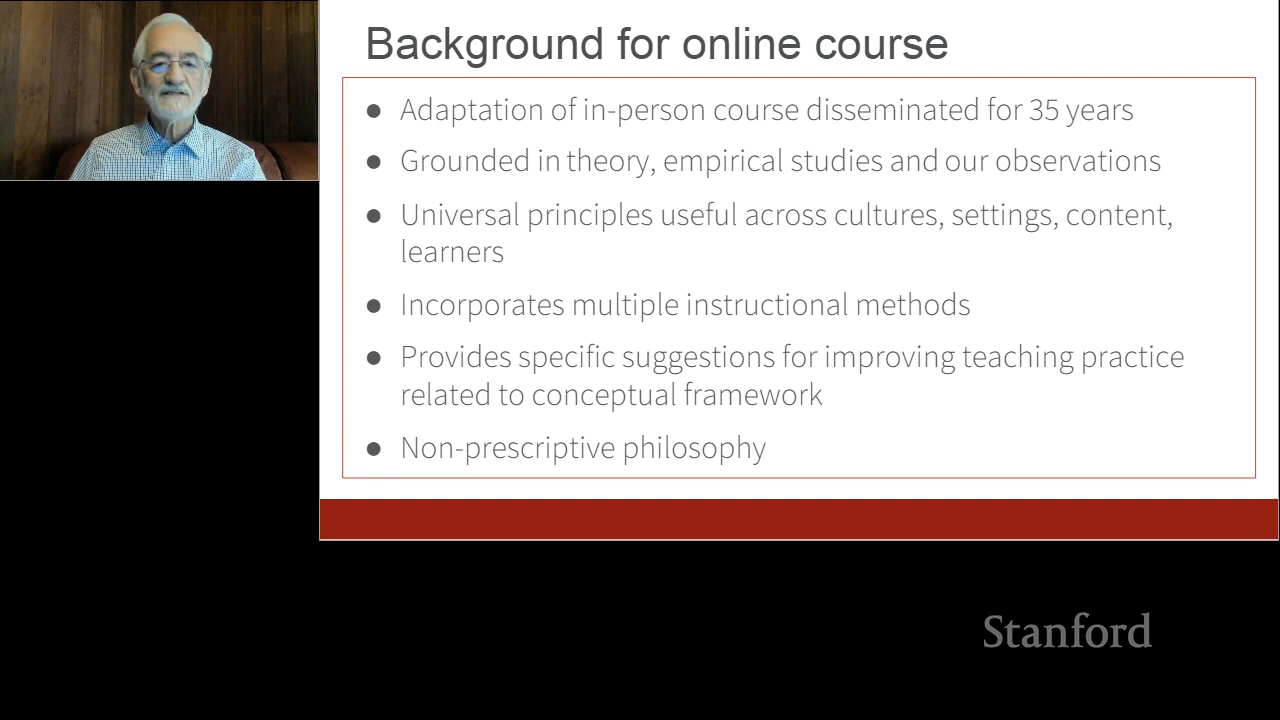 Background for online course
● Adaptation of in-person course disseminated for 35 years
● Grounded in theory, empirical studies and our observations
● Universal principles useful across cultures, settings, content,
learners
● Incorporates multiple instructional methods
● Provides specific suggestions for improving teaching practice
related to conceptual framework
● Non-prescriptive philosophy
Stanford